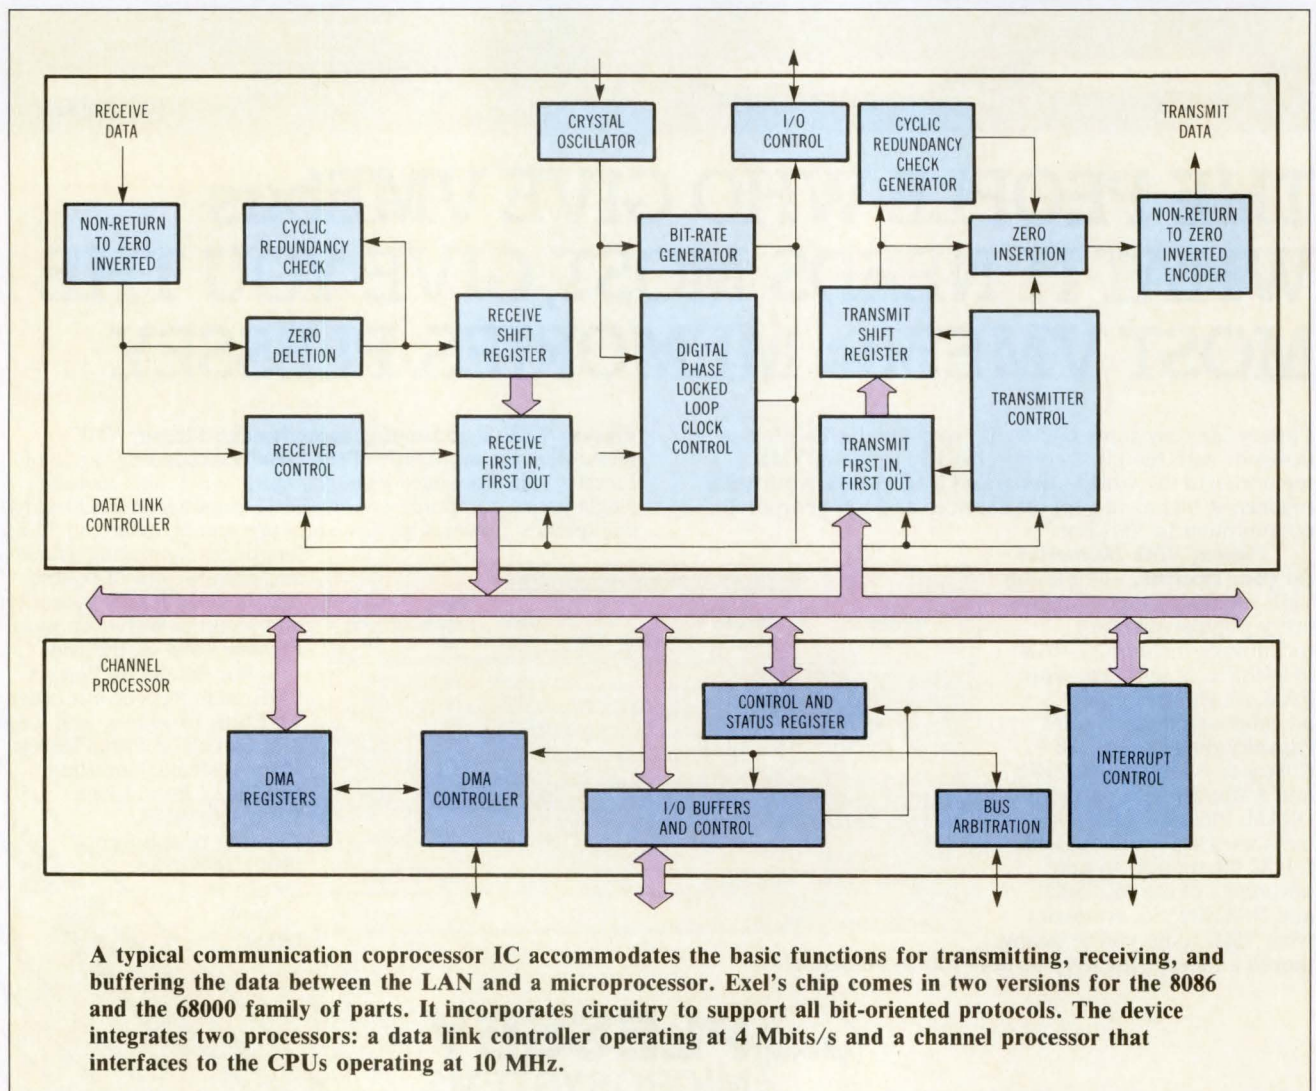 RECEIVE
DATA
CRYSTAL
OSCILLATOR
I/O
CONTROL
CYCLIC
REDUNDANCY
CHECK
GENERATOR
TRANSMIT
DATA
NON-RETURN
TO ZERO
INVERTED
CYCLIC
REDUNDANCY
CHECK
BIT-RATE
GENERATOR
ZERO
INSERTION
NON-RETURN
TO ZERO
INVERTED
ENCODER
ZERO
DELETION
RECEIVE
SHIFT
REGISTER
DIGITAL
PHASE
LOCKED
LOOP
CLOCK
CONTROL
TRANSMIT
SHIFT
REGISTER
TRANSMITTER
CONTROL
RECEIVER
CONTROL
RECEIVE
FIRST IN,
FIRST OUT
TRANSMIT
FIRST IN,
FIRST OUT
DATA LINK
CONTROLLER
CHANNEL
PROCESSOR
CONTROL AND
STATUS REGISTER
DMA
REGISTERS
DMA
CONTROLLER
I/O BUFFERS
AND CONTROL
BUS
ARBITRATION
INTERRUPT
CONTROL
A typical communication coprocessor IC accommodates the basic functions for transmitting, receiving, and
buffering the data between the LAN and a microprocessor. Exel's chip comes in two versions for the 8086
and the 68000 family of parts. It incorporates circuitry to support all bit-oriented protocols. The device
integrates two processors: a data link controller operating at 4 Mbits/s and a channel processor that
interfaces to the CPUs operating at 10 MHz.